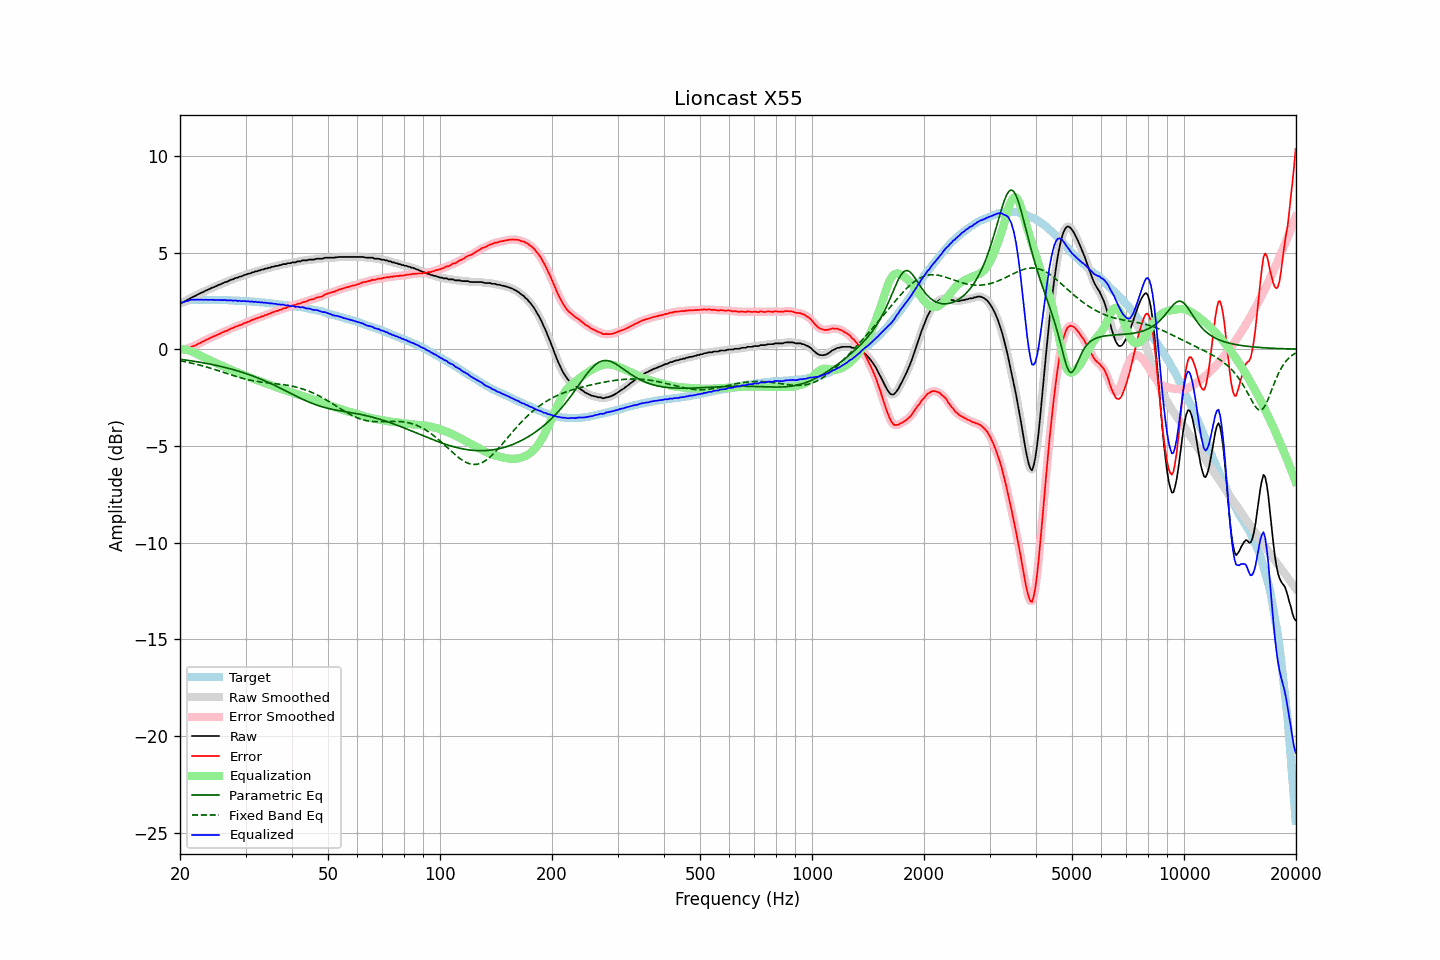 Lioncast X55
Amplitude (dBr)
10
5
0
−5
−10
−15
−20
−25
Target
Raw Smoothed
Error Smoothed
Raw
Error
Equalization
Parametric Eq
Fixed Band Eq
Equalized
20 50 100 200 500 1000 2000 5000 10000 20000
Frequency (Hz)